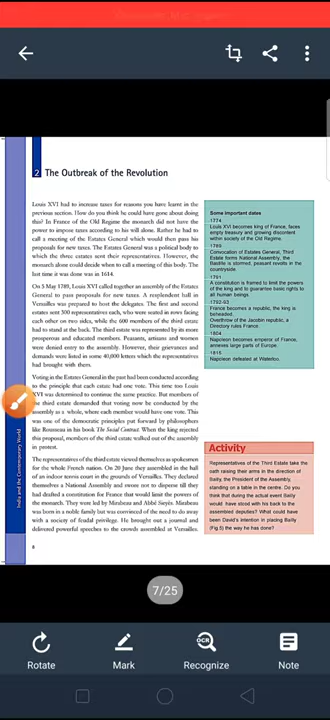 2 The Outbreak of the Revolution
Louis XVI had to increase taxes for reasons you have learnt in the
previous section. How do you think he could have gone about doing
this? In France of the Old Regime the monarch did not have the
power to impose taxes according to his will alone. Rather he had to
call a meeting of the Estates General which would then pass his
proposals for new taxes. The Estates General was a political body to
which the three estates sent their representatives. However, the
monarch alone could decide when to call a meeting of this body. The
last time it was done was in 1614.
On 5 May 1789, Louis XVI called together an assembly of the Estates
General to pass proposals for new taxes. A resplendent hall in
Versailles was prepared to host the delegates. The first and second
estates sent 300 representatives each, who were seated in rows facing
each other on two sides, while the 600 members of the third estate
had to stand at the back. The third estate was represented by its more
prosperous and educated members. Peasants, artisans and women
were denied entry to the assembly. However, their grievances and
demands were listed in some 40,000 letters which the representatives
had brought with them.
Voting in the Estates General in the past had been conducted according
to the principle that each estate had one vote. This time too Louis
XVI was determined to continue the same practice. But members of
the third estate demanded that voting now be conducted by the
assembly as a whole, where each member would have one vote. This
was one of the democratic principles put forward by philosophers
like Rousseau in his book The Social Contract. When the king rejected
this proposal, members of the third estate walked out of the assembly
in protest.
The representatives of the third estate viewed themselves as spokesmen
for the whole French nation. On 20 June they assembled in the hall
of an indoor tennis court in the grounds of Versailles. They declared
themselves a National Assembly and swore not to disperse till they
had drafted a constitution for France that would limit the powers of
the monarch. They were led by Mirabeau and Abbé Sieyès. Mirabeau
was born in a noble family but was convinced of the need to do away
with a society of feudal privilege. He brought out a journal and
delivered powerful speeches to the crowds assembled at Versailles.
Some important dates
1774
Louis XVI becomes king of France, faces
empty treasury and growing discontent
within society of the Old Regime.
1789
Convocation of Estates General, Third
Estate forms National Assembly, the
Bastille is stormed, peasant revolts in the
countryside.
1791
A constitution is framed to limit the powers
of the king and to guarantee basic rights to
all human beings.
1792-93
France becomes a republic, the king is
beheaded.
Overthrow of the Jacobin republic, a
Directory rules France.
1804
Napoleon becomes emperor of France,
annexes large parts of Europe.
1815
Napoleon defeated at Waterloo.
Activity
Representatives of the Third Estate take the
oath raising their arms in the direction of
Bailly, the President of the Assembly,
standing on a table in the centre. Do you
think that during the actual event Bailly
would have stood with his back to the
assembled deputies? What could have
been David's intention in placing Bailly
(Fig.5) the way he has done?
India and the Contemporary World
8
7/25
Rotate
Mark
OCR
Recognize
Note